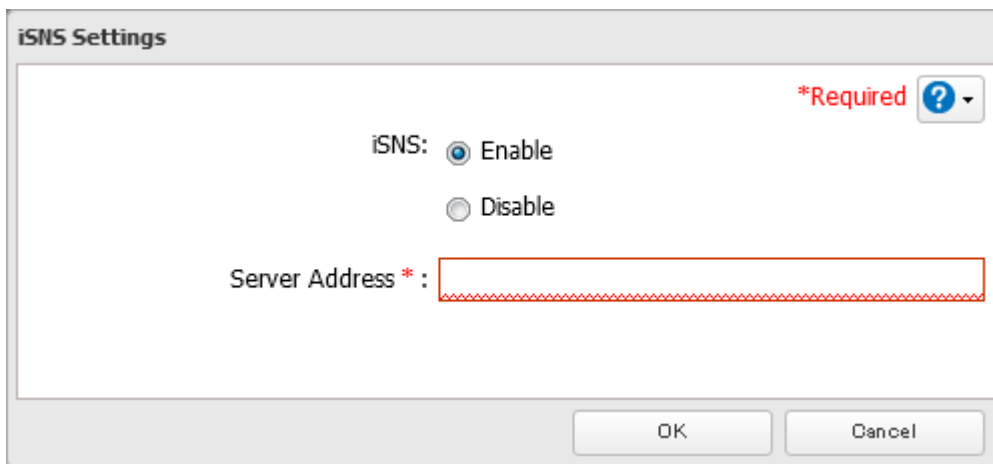 iSNS Settings
*Required ?
iSNS: Enable
Disable
Server Address * :
OK Cancel